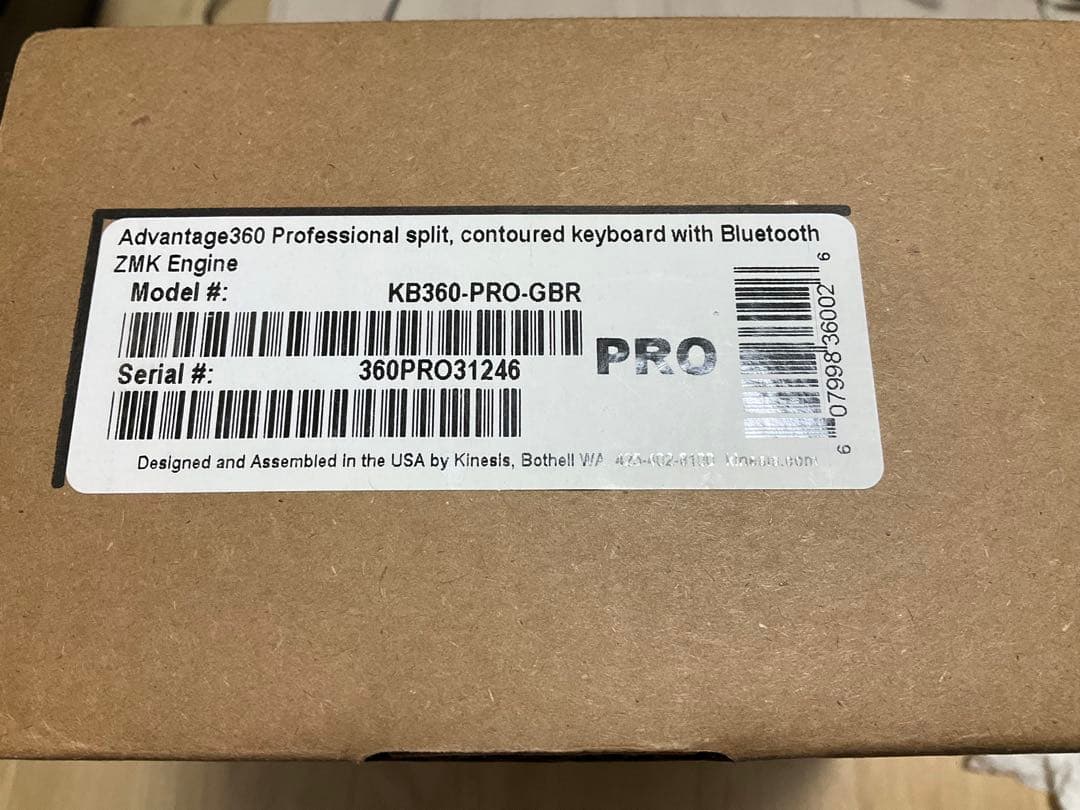 Advantage360 Professional split, contoured keyboard with Bluetooth
ZMK Engine
Model #: KB360-PRO-GBR
Serial #: 360PRO31246
PRO
6 07998 36002 6
Designed and Assembled in the USA by Kinesis, Bothell WA